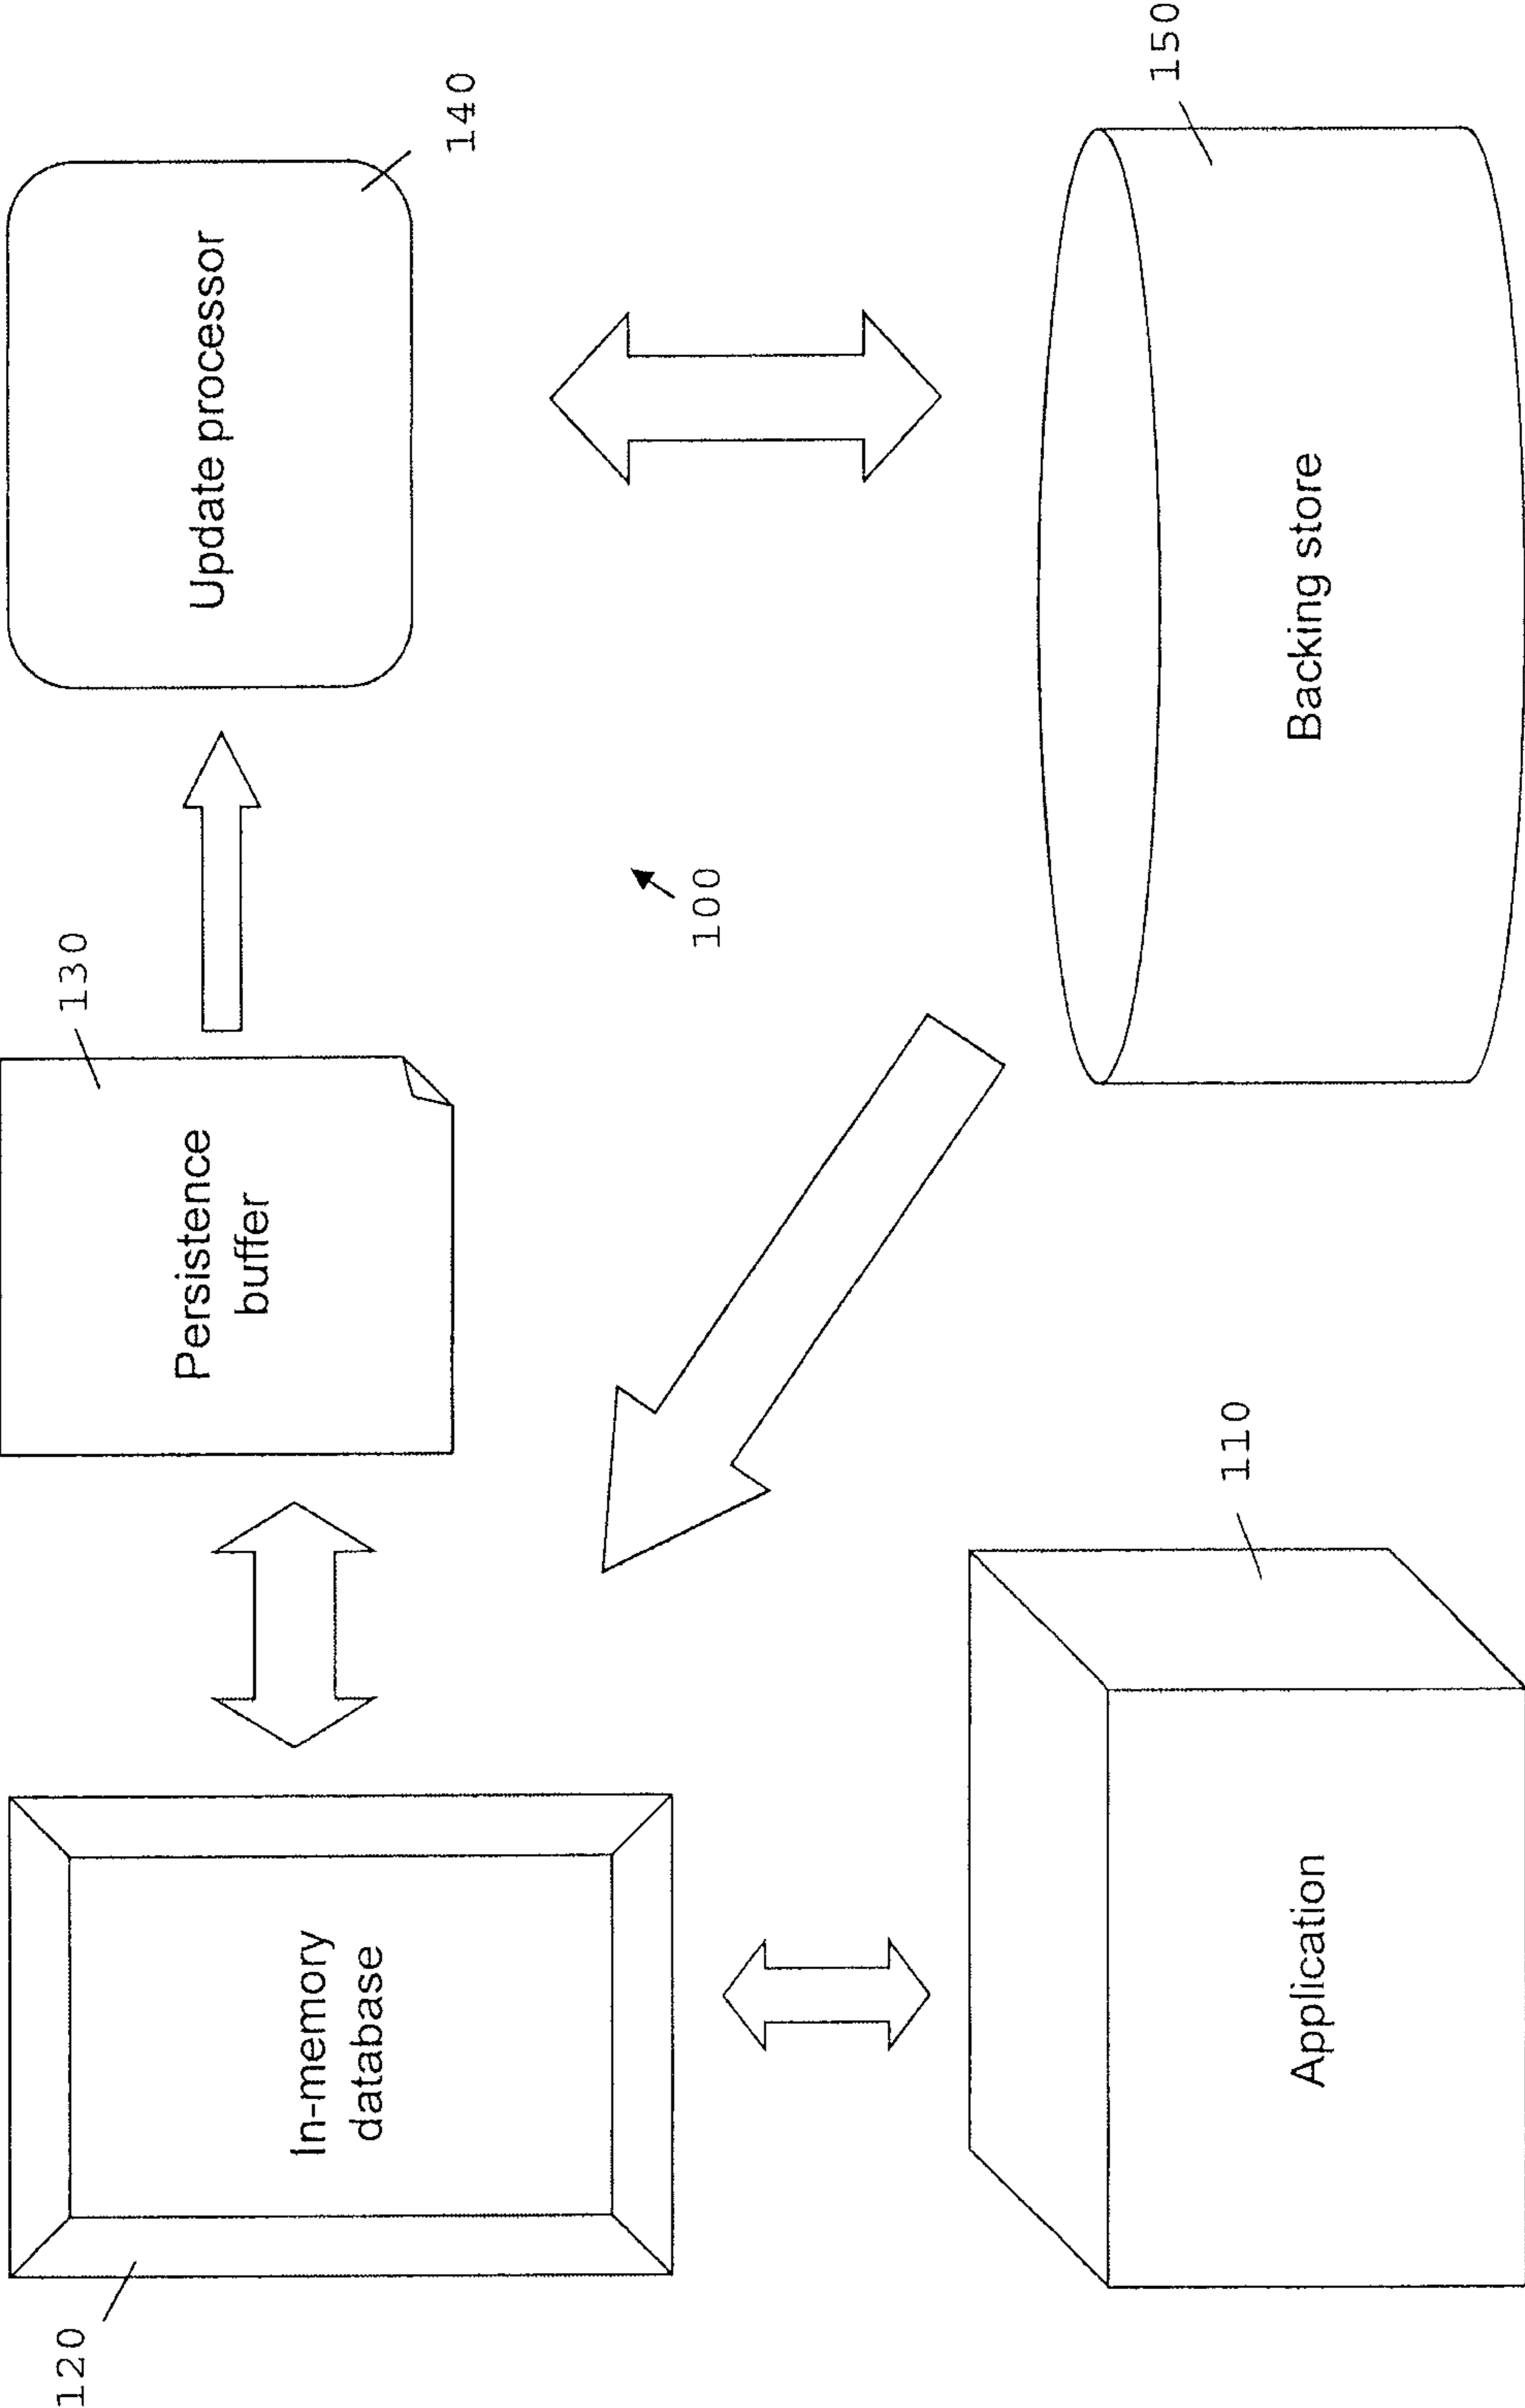 120
In-memory
database
130
Persistence
buffer
140
Update processor
100
110
Application
150
Backing store